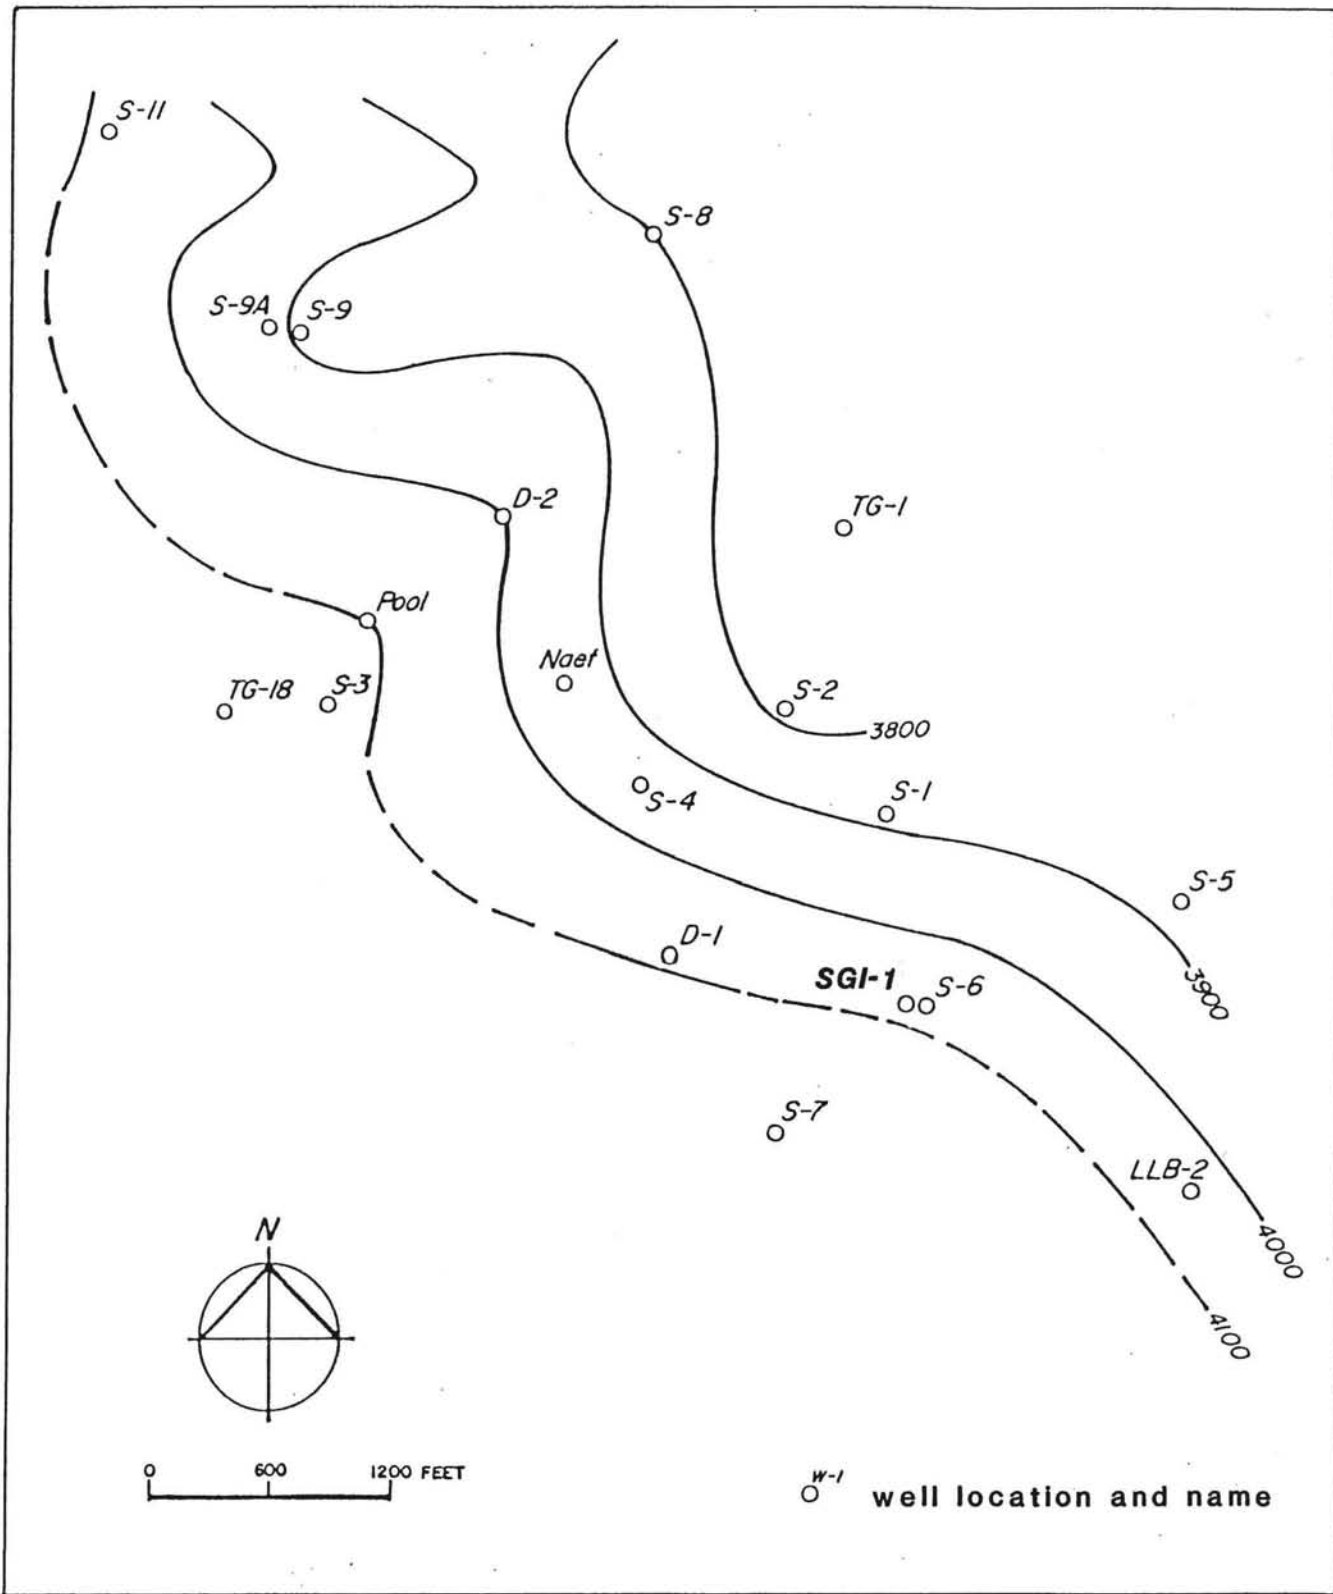 S-11
S-8
S-9A
S-9
D-2
TG-1
Pool
Naef
TG-18
S-3
S-2
3800
S-4
S-1
S-5
D-1
SGI-1
S-6
3900
S-7
LLB-2
4000
4100
N
0 600 1200 FEET
W-1
well location and name